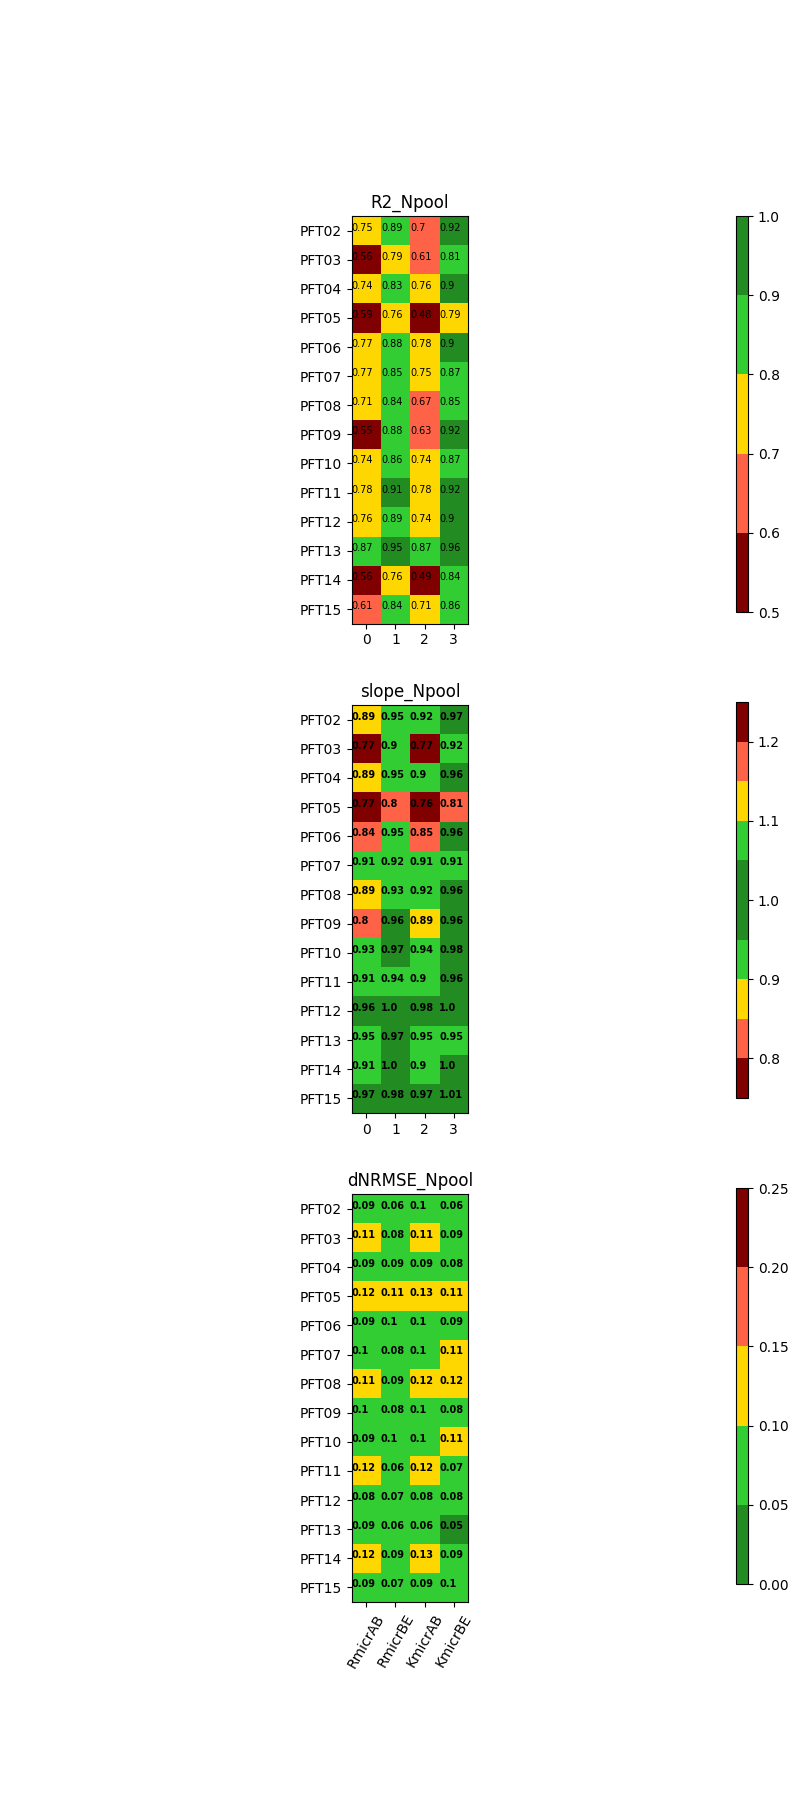 R2_Npool
PFT02 0.75 0.89 0.7 0.92 1.0
PFT03 0.56 0.79 0.61 0.81
PFT04 0.74 0.83 0.76 0.9 0.9
PFT05 0.59 0.76 0.48 0.79
PFT06 0.77 0.88 0.78 0.9
PFT07 0.77 0.85 0.75 0.87 0.8
PFT08 0.71 0.84 0.67 0.85
PFT09 0.55 0.88 0.63 0.92 0.7
PFT10 0.74 0.86 0.74 0.87
PFT11 0.78 0.91 0.78 0.92
PFT12 0.76 0.89 0.74 0.9 0.6
PFT13 0.87 0.95 0.87 0.96
PFT14 0.56 0.76 0.49 0.84
PFT15 0.61 0.84 0.71 0.86 0.5
0 1 2 3
slope_Npool
PFT02 0.89 0.95 0.92 0.97
PFT03 0.77 0.9 0.77 0.92 1.2
PFT04 0.89 0.95 0.9 0.96
PFT05 0.77 0.8 0.76 0.81
PFT06 0.84 0.95 0.85 0.96 1.1
PFT07 0.91 0.92 0.91 0.91
PFT08 0.89 0.93 0.92 0.96 1.0
PFT09 0.8 0.96 0.89 0.96
PFT10 0.93 0.97 0.94 0.98
PFT11 0.91 0.94 0.9 0.96 0.9
PFT12 0.96 1.0 0.98 1.0
PFT13 0.95 0.97 0.95 0.95
PFT14 0.91 1.0 0.9 1.0 0.8
PFT15 0.97 0.98 0.97 1.01
0 1 2 3
dNRMSE_Npool
PFT02 0.09 0.06 0.1 0.06 0.25
PFT03 0.11 0.08 0.11 0.09
PFT04 0.09 0.09 0.09 0.08 0.20
PFT05 0.12 0.11 0.13 0.11
PFT06 0.09 0.1 0.1 0.09
PFT07 0.1 0.08 0.1 0.11 0.15
PFT08 0.11 0.09 0.12 0.12
PFT09 0.1 0.08 0.1 0.08 0.10
PFT10 0.09 0.1 0.1 0.11
PFT11 0.12 0.06 0.12 0.07
PFT12 0.08 0.07 0.08 0.08 0.05
PFT13 0.09 0.06 0.06 0.05
PFT14 0.12 0.09 0.13 0.09
PFT15 0.09 0.07 0.09 0.1 0.00
RmicrAB RmicrBE KmicrAB KmicrBE